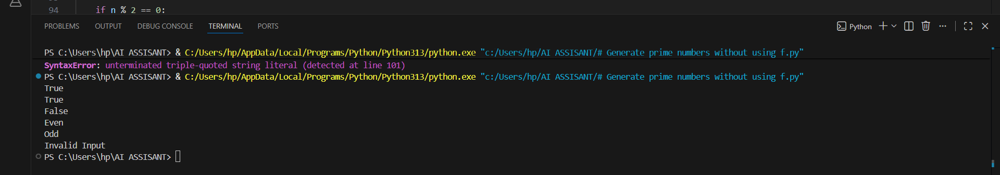 94 if n % 2 == 0:
PROBLEMS OUTPUT DEBUG CONSOLE TERMINAL PORTS Python
PS C:\Users\hp\AI ASSISANT> & C:/Users/hp/AppData/Local/Programs/Python/Python313/python.exe "c:/Users/hp/AI ASSISANT/# Generate prime numbers without using f.py"
SyntaxError: unterminated triple-quoted string literal (detected at line 101)
PS C:\Users\hp\AI ASSISANT> & C:/Users/hp/AppData/Local/Programs/Python/Python313/python.exe "c:/Users/hp/AI ASSISANT/# Generate prime numbers without using f.py"
True
True
False
Even
Odd
Invalid Input
PS C:\Users\hp\AI ASSISANT>